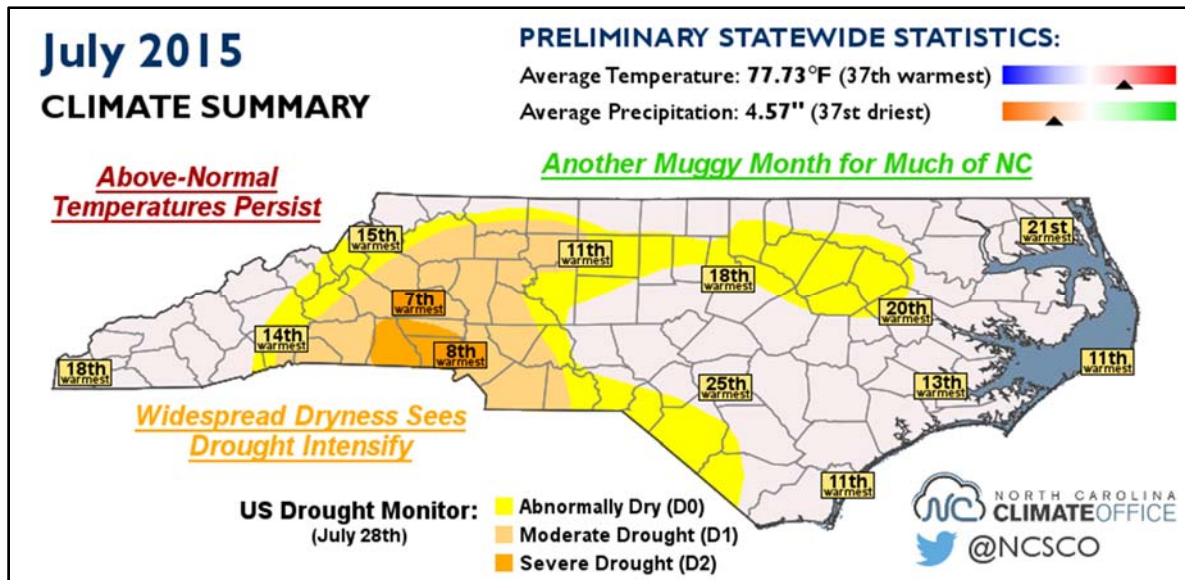 July 2015
CLIMATE SUMMARY
PRELIMINARY STATEWIDE STATISTICS:
Average Temperature: 77.73°F (37th warmest)
Average Precipitation: 4.57" (37st driest)
Above-Normal
Temperatures Persist
Another Muggy Month for Much of NC
15th
warmest
11th
warmest
21st
warmest
18th
warmest
7th
warmest
20th
warmest
14th
warmest
8th
warmest
18th
warmest
25th
warmest
13th
warmest
11th
warmest
11th
warmest
Widespread Dryness Sees
Drought Intensify
US Drought Monitor:
(July 28th)
Abnormally Dry (D0)
Moderate Drought (D1)
Severe Drought (D2)
NC
NORTH CAROLINA
CLIMATEOFFICE
@NCSCO